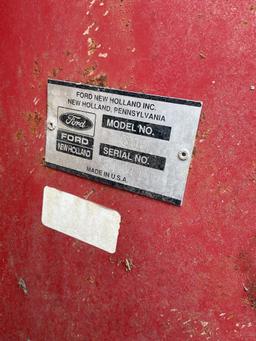 FORD NEW HOLLAND INC.
NEW HOLLAND, PENNSYLVANIA
Ford
MODEL NO.
FORD
NEW HOLLAND
SERIAL NO.
MADE IN U.S.A.